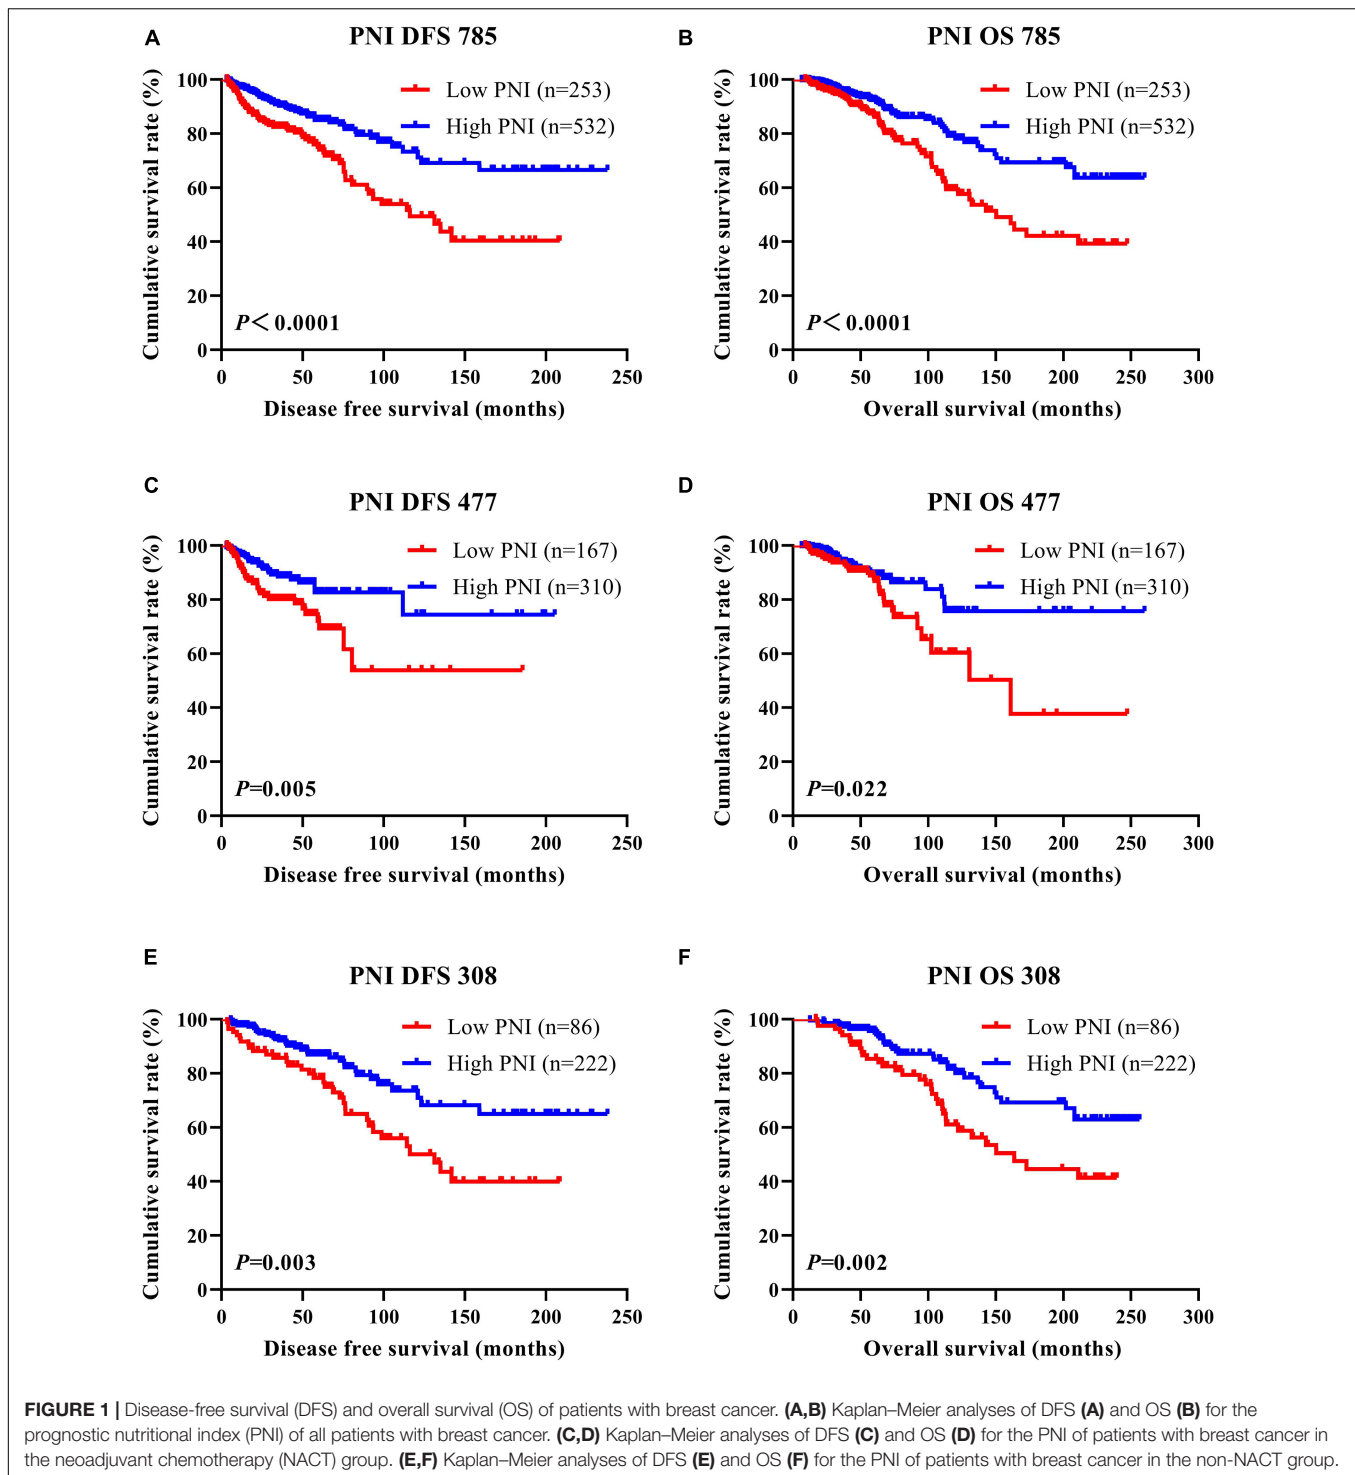 A
PNI DFS 785
Cumulative survival rate (%)
100
80
60
40
20
0
Low PNI (n=253)
High PNI (n=532)
P< 0.0001
0 50 100 150 200 250
Disease free survival (months)
B
PNI OS 785
Cumulative survival rate (%)
100
80
60
40
20
0
Low PNI (n=253)
High PNI (n=532)
P< 0.0001
0 50 100 150 200 250 300
Overall survival (months)
C
PNI DFS 477
Cumulative survival rate (%)
100
80
60
40
20
0
Low PNI (n=167)
High PNI (n=310)
P=0.005
0 50 100 150 200 250
Disease free survival (months)
D
PNI OS 477
Cumulative survival rate (%)
100
80
60
40
20
0
Low PNI (n=167)
High PNI (n=310)
P=0.022
0 50 100 150 200 250 300
Overall survival (months)
E
PNI DFS 308
Cumulative survival rate (%)
100
80
60
40
20
0
Low PNI (n=86)
High PNI (n=222)
P=0.003
0 50 100 150 200 250
Disease free survival (months)
F
PNI OS 308
Cumulative survival rate (%)
100
80
60
40
20
0
Low PNI (n=86)
High PNI (n=222)
P=0.002
0 50 100 150 200 250 300
Overall survival (months)
FIGURE 1 | Disease-free survival (DFS) and overall survival (OS) of patients with breast cancer. (A,B) Kaplan–Meier analyses of DFS (A) and OS (B) for the
prognostic nutritional index (PNI) of all patients with breast cancer. (C,D) Kaplan–Meier analyses of DFS (C) and OS (D) for the PNI of patients with breast cancer in
the neoadjuvant chemotherapy (NACT) group. (E,F) Kaplan–Meier analyses of DFS (E) and OS (F) for the PNI of patients with breast cancer in the non-NACT group.